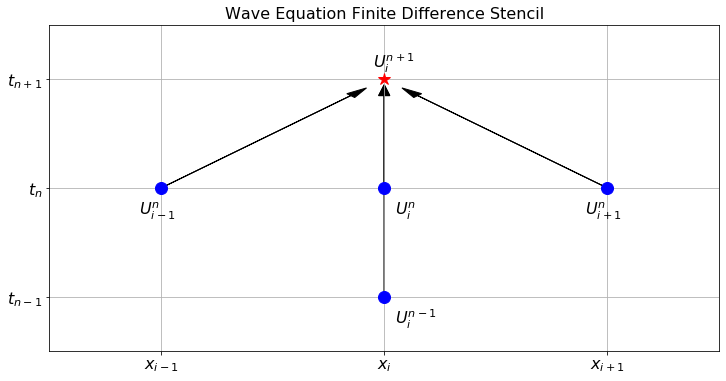 Wave Equation Finite Difference Stencil
$U_i^{n+1}$
$t_{n+1}$
$t_n$
$U_{i-1}^n$ $U_i^n$ $U_{i+1}^n$
$t_{n-1}$
$U_i^{n-1}$
$x_{i-1}$ $x_i$ $x_{i+1}$